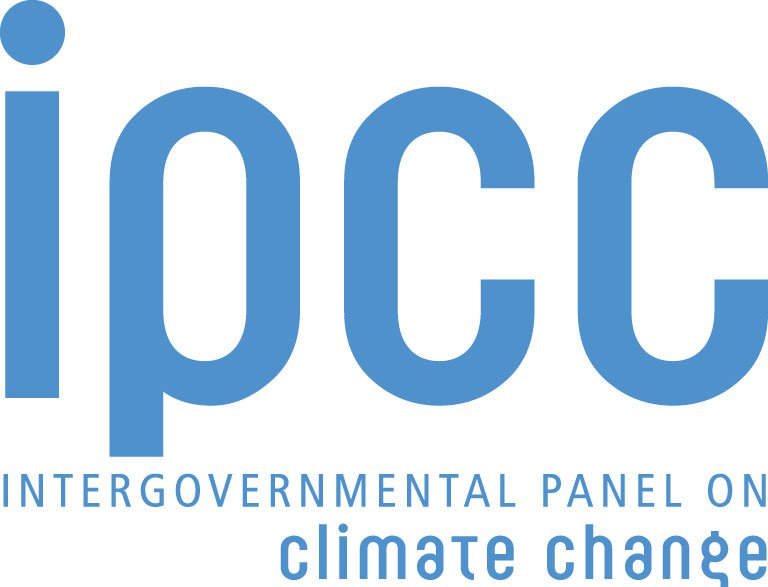 ipcc
INTERGOVERNMENTAL PANEL ON
climate change